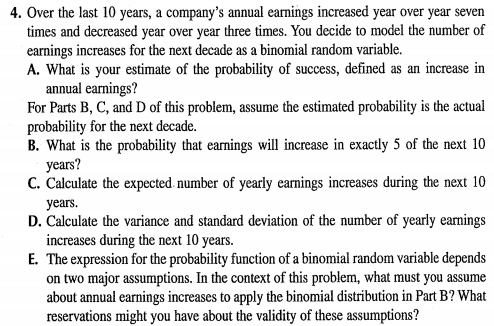 4. Over the last 10 years, a company's annual earnings increased year over year seven
times and decreased year over year three times. You decide to model the number of
earnings increases for the next decade as a binomial random variable.
A. What is your estimate of the probability of success, defined as an increase in
annual earnings?
For Parts B, C, and D of this problem, assume the estimated probability is the actual
probability for the next decade.
B. What is the probability that earnings will increase in exactly 5 of the next 10
years?
C. Calculate the expected number of yearly earnings increases during the next 10
years.
D. Calculate the variance and standard deviation of the number of yearly earnings
increases during the next 10 years.
E. The expression for the probability function of a binomial random variable depends
on two major assumptions. In the context of this problem, what must you assume
about annual earnings increases to apply the binomial distribution in Part B? What
reservations might you have about the validity of these assumptions?